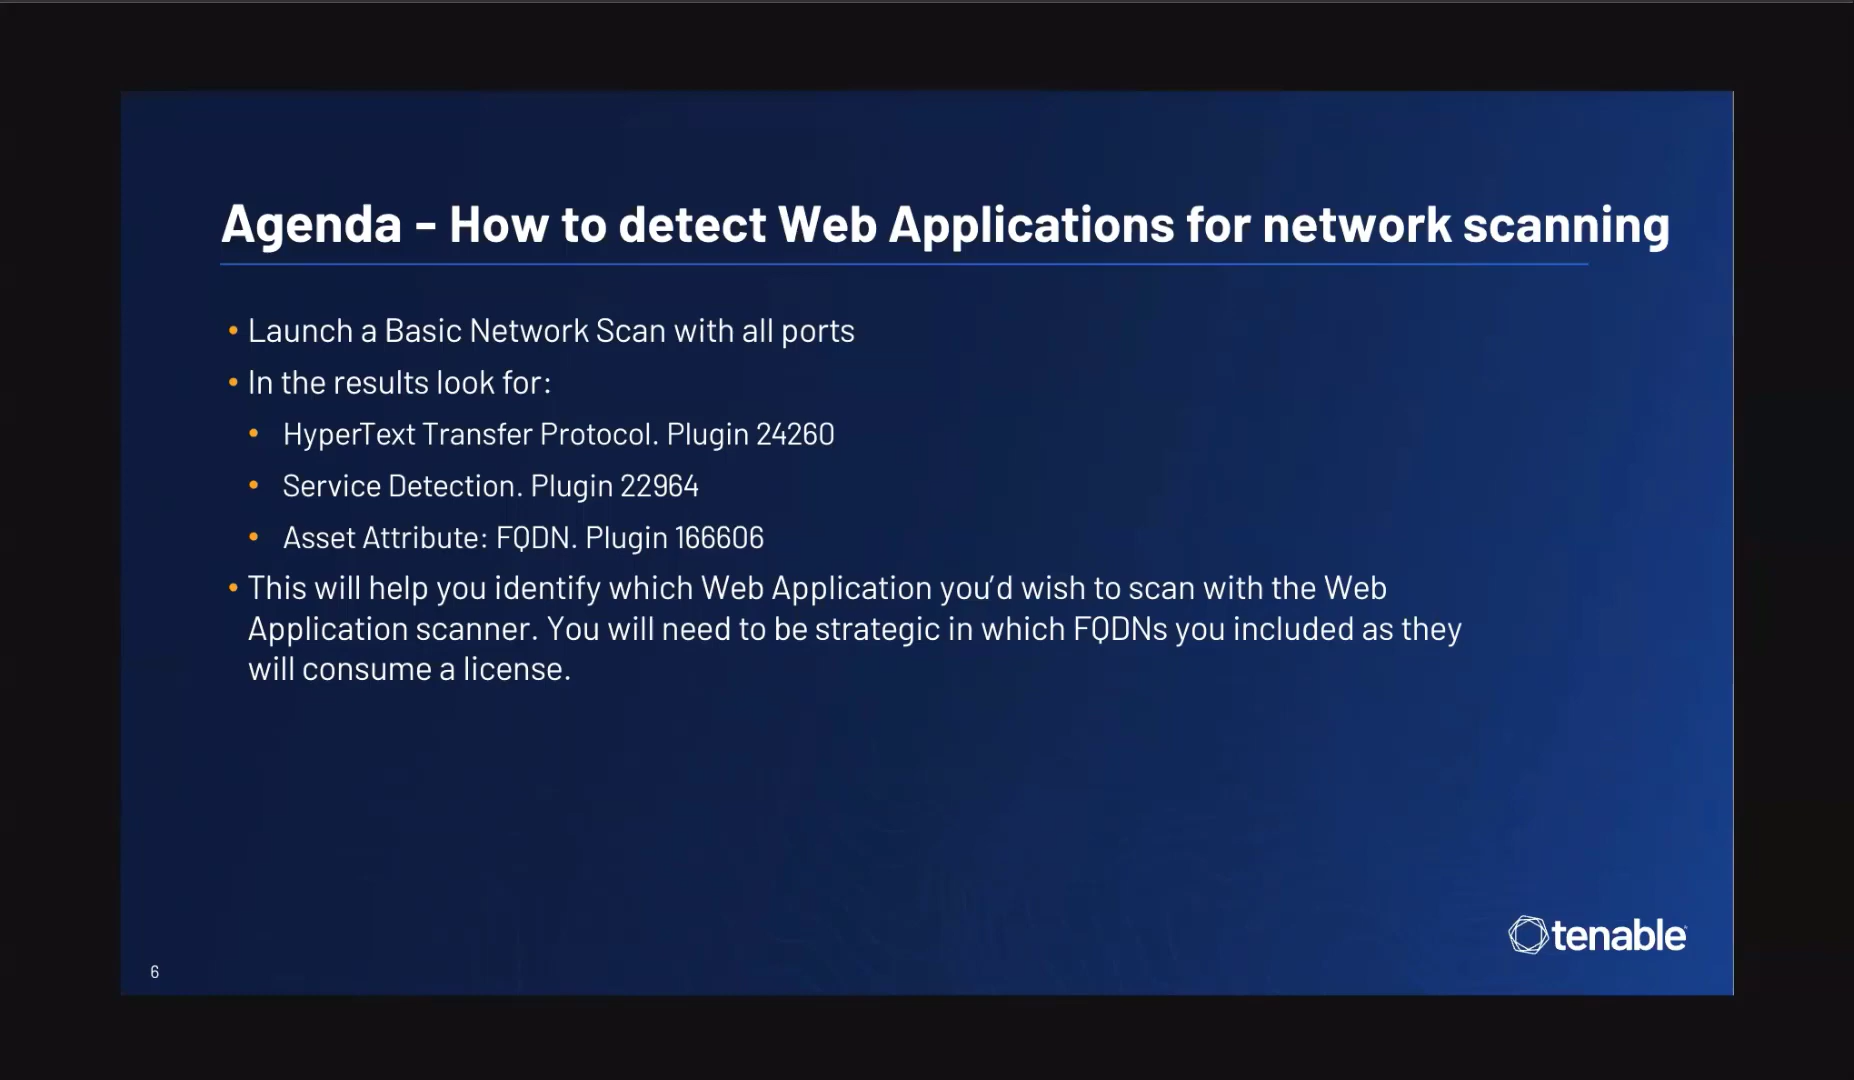 Agenda - How to detect Web Applications for network scanning
• Launch a Basic Network Scan with all ports
• In the results look for:
• HyperText Transfer Protocol. Plugin 24260
• Service Detection. Plugin 22964
• Asset Attribute: FQDN. Plugin 166606
• This will help you identify which Web Application you’d wish to scan with the Web
Application scanner. You will need to be strategic in which FQDNs you included as they
will consume a license.
tenable
6